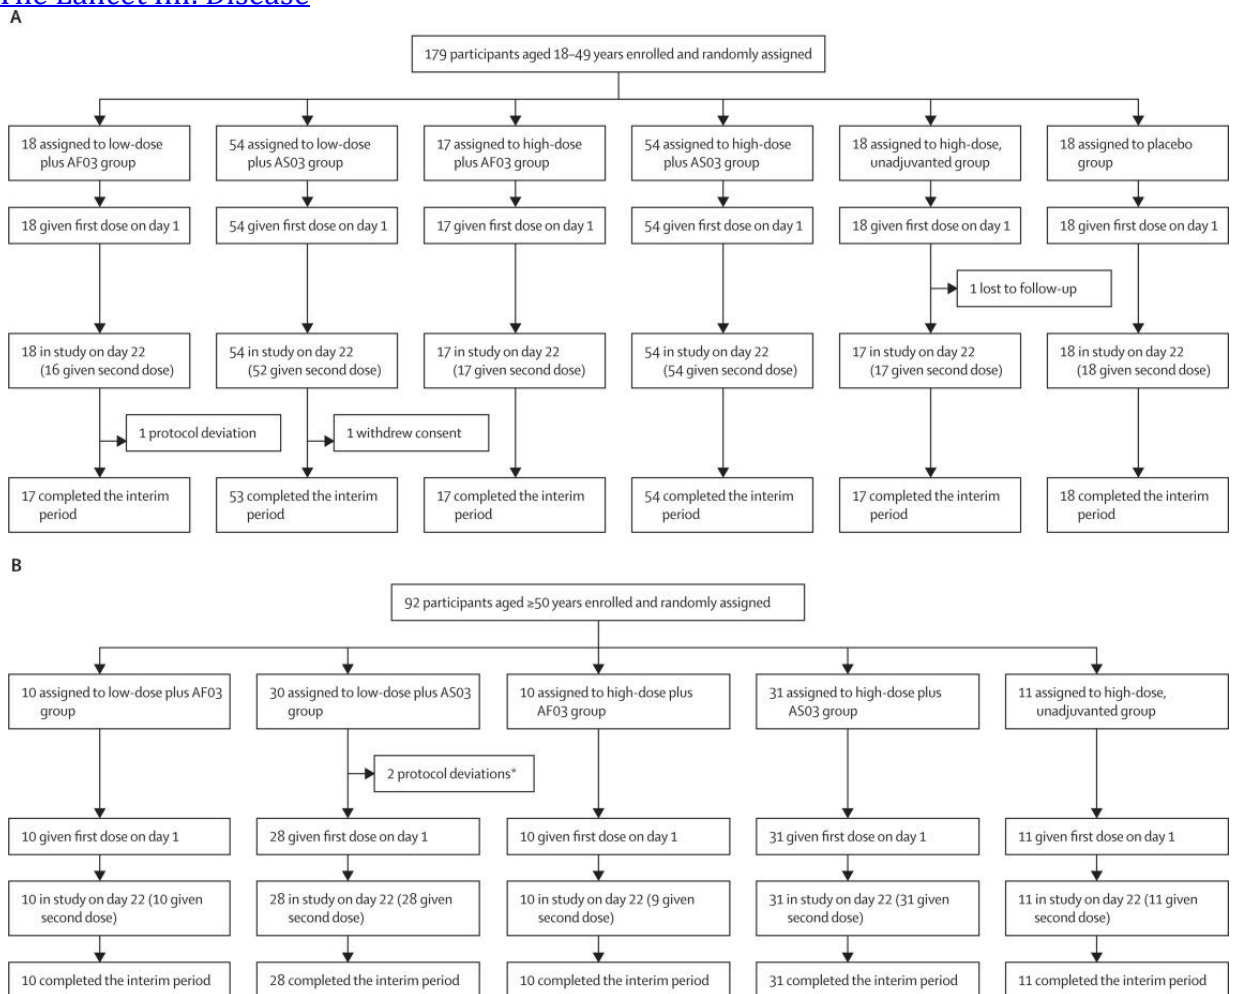 The Lancet Inf. Disease
A
179 participants aged 18–49 years enrolled and randomly assigned
18 assigned to low-dose
plus AF03 group
54 assigned to low-dose
plus AS03 group
17 assigned to high-dose
plus AF03 group
54 assigned to high-dose
plus AS03 group
18 assigned to high-dose,
unadjuvanted group
18 assigned to placebo
group
18 given first dose on day 1
54 given first dose on day 1
17 given first dose on day 1
54 given first dose on day 1
18 given first dose on day 1
18 given first dose on day 1
1 lost to follow-up
18 in study on day 22
(16 given second dose)
54 in study on day 22
(52 given second dose)
17 in study on day 22
(17 given second dose)
54 in study on day 22
(54 given second dose)
17 in study on day 22
(17 given second dose)
18 in study on day 22
(18 given second dose)
1 protocol deviation
1 withdrew consent
17 completed the interim
period
53 completed the interim
period
17 completed the interim
period
54 completed the interim
period
17 completed the interim
period
18 completed the interim
period
B
92 participants aged ≥50 years enrolled and randomly assigned
10 assigned to low-dose plus AF03
group
30 assigned to low-dose plus AS03
group
10 assigned to high-dose plus
AF03 group
31 assigned to high-dose plus
AS03 group
11 assigned to high-dose,
unadjuvanted group
2 protocol deviations*
10 given first dose on day 1
28 given first dose on day 1
10 given first dose on day 1
31 given first dose on day 1
11 given first dose on day 1
10 in study on day 22 (10 given
second dose)
28 in study on day 22 (28 given
second dose)
10 in study on day 22 (9 given
second dose)
31 in study on day 22 (31 given
second dose)
11 in study on day 22 (11 given
second dose)
10 completed the interim period
28 completed the interim period
10 completed the interim period
31 completed the interim period
11 completed the interim period